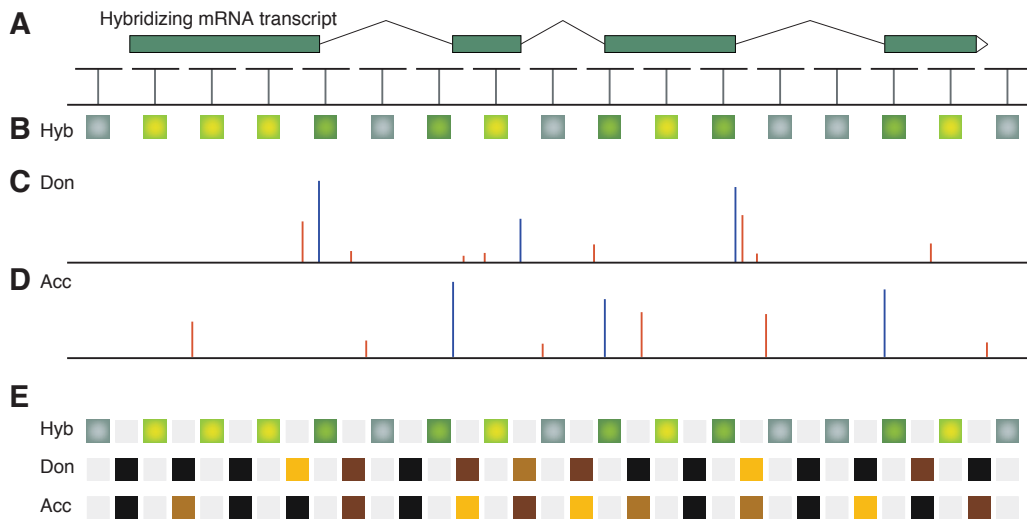 A
Hybridizing mRNA transcript
B
Hyb
C
Don
D
Acc
E
Hyb
Don
Acc